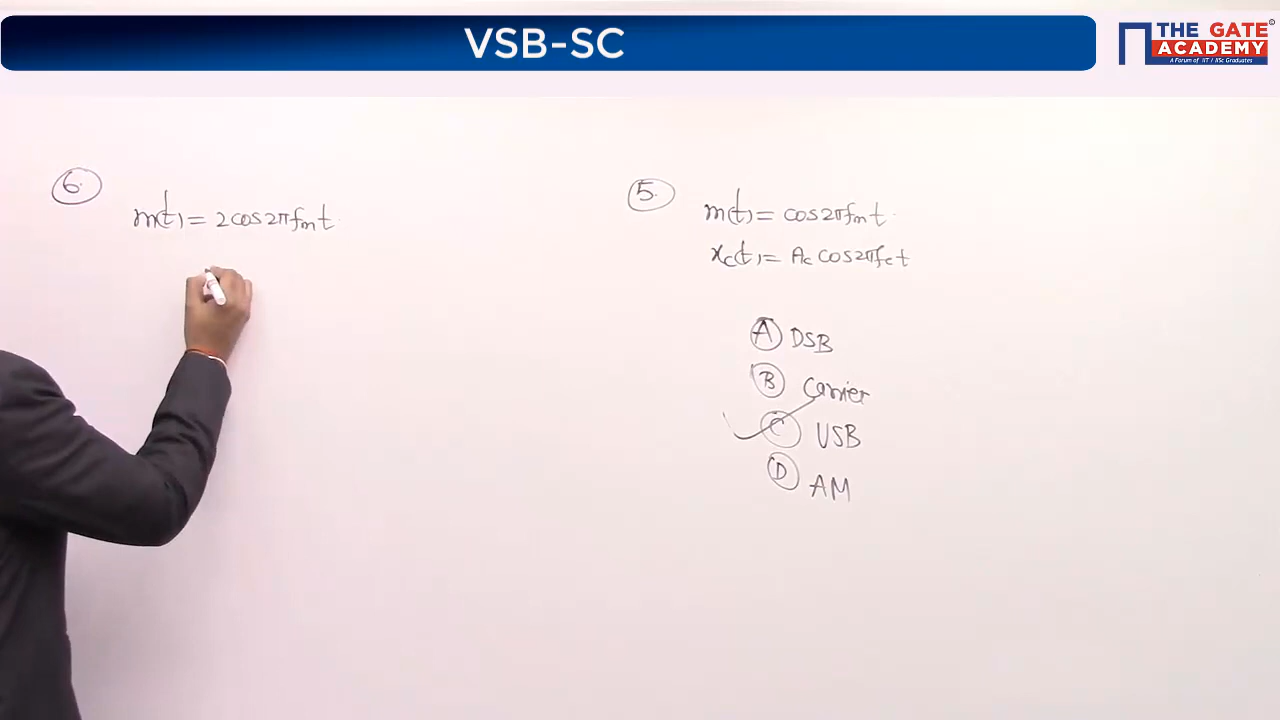 VSB-SC
THE GATE
ACADEMY
A Forum of IIT / IISc Graduates
6.
m(t) = 2cos2πfmt
5.
m(t) = cos2πfmt
xc(t) = Ac cos2πfct
A DSB
B Carrier
C USB
D AM